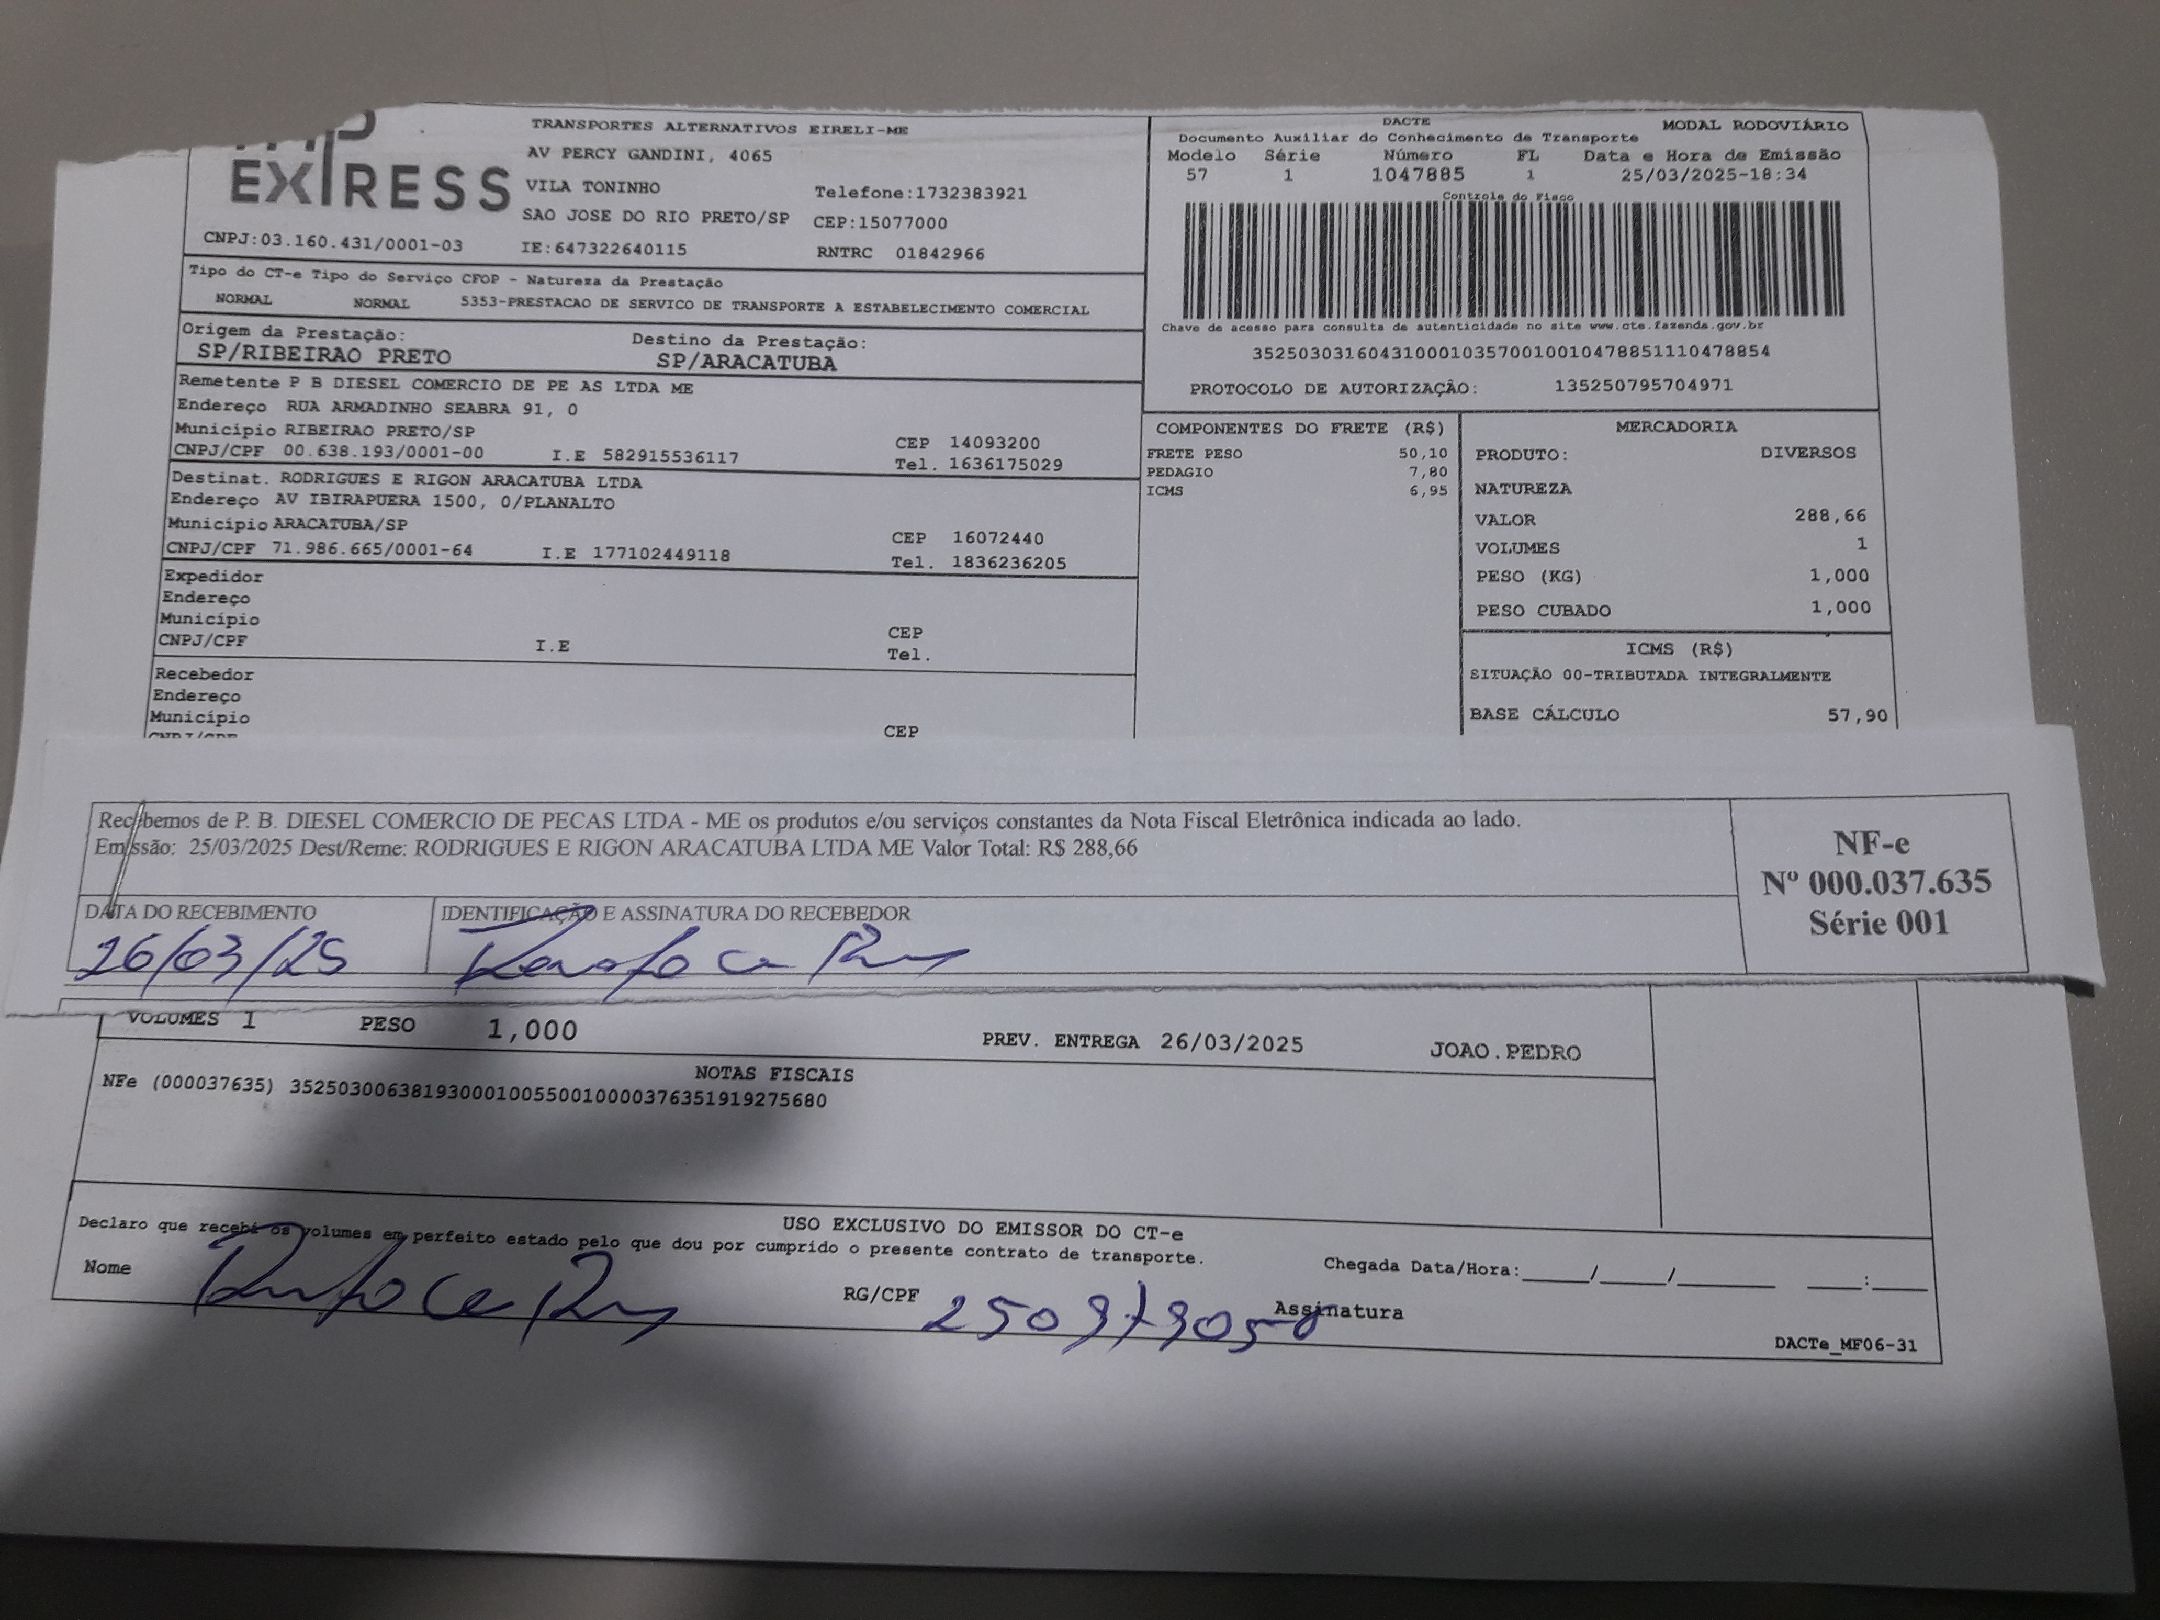 EXPRESS
TRANSPORTES ALTERNATIVOS EIRELI-ME
AV PERCY GANDINI, 4065
VILA TONINHO Telefone:1732383921
SAO JOSE DO RIO PRETO/SP CEP:15077000
CNPJ:03.160.431/0001-03 IE:647322640115 RNTRC 01842966
DACTE MODAL RODOVIÁRIO
Documento Auxiliar do Conhecimento de Transporte
Modelo Série Número FL Data e Hora de Emissão
57 1 1047885 1 25/03/2025-18:34
Controle do Fisco
Chave de acesso para consulta de autenticidade no site www.cte.fazenda.gov.br
35250303160431000103570010010478851110478854
PROTOCOLO DE AUTORIZAÇÃO: 135250795704971
Tipo do CT-e Tipo do Serviço CFOP - Natureza da Prestação
NORMAL NORMAL 5353-PRESTACAO DE SERVICO DE TRANSPORTE A ESTABELECIMENTO COMERCIAL
Origem da Prestação: Destino da Prestação:
SP/RIBEIRAO PRETO SP/ARACATUBA
Remetente P B DIESEL COMERCIO DE PE AS LTDA ME
Endereço RUA ARMADINHO SEABRA 91, 0
Município RIBEIRAO PRETO/SP CEP 14093200
CNPJ/CPF 00.638.193/0001-00 I.E 582915536117 Tel. 1636175029
Destinat. RODRIGUES E RIGON ARACATUBA LTDA
Endereço AV IBIRAPUERA 1500, 0/PLANALTO
Município ARACATUBA/SP CEP 16072440
CNPJ/CPF 71.986.665/0001-64 I.E 177102449118 Tel. 1836236205
Expedidor
Endereço
Município CEP
CNPJ/CPF I.E Tel.
Recebedor
Endereço
Município
CNPJ/CPF CEP
COMPONENTES DO FRETE (R$)
FRETE PESO 50,10
PEDAGIO 7,80
ICMS 6,95
MERCADORIA
PRODUTO: DIVERSOS
NATUREZA
VALOR 288,66
VOLUMES 1
PESO (KG) 1,000
PESO CUBADO 1,000
ICMS (R$)
SITUAÇÃO 00-TRIBUTADA INTEGRALMENTE
BASE CÁLCULO 57,90
Recebemos de P. B. DIESEL COMERCIO DE PECAS LTDA - ME os produtos e/ou serviços constantes da Nota Fiscal Eletrônica indicada ao lado.
Emissão: 25/03/2025 Dest/Reme: RODRIGUES E RIGON ARACATUBA LTDA ME Valor Total: R$ 288,66
DATA DO RECEBIMENTO IDENTIFICAÇÃO E ASSINATURA DO RECEBEDOR
26/03/25
NF-e
Nº 000.037.635
Série 001
VOLUMES 1 PESO 1,000 PREV. ENTREGA 26/03/2025 JOAO.PEDRO
NOTAS FISCAIS
NFe (000037635) 35250300638193000100550010000376351919275680
USO EXCLUSIVO DO EMISSOR DO CT-e
Declaro que recebi os volumes em perfeito estado pelo que dou por cumprido o presente contrato de transporte.
Nome RG/CPF Chegada Data/Hora:____/____/______ ___:___
Assinatura
DACTe_MF06-31